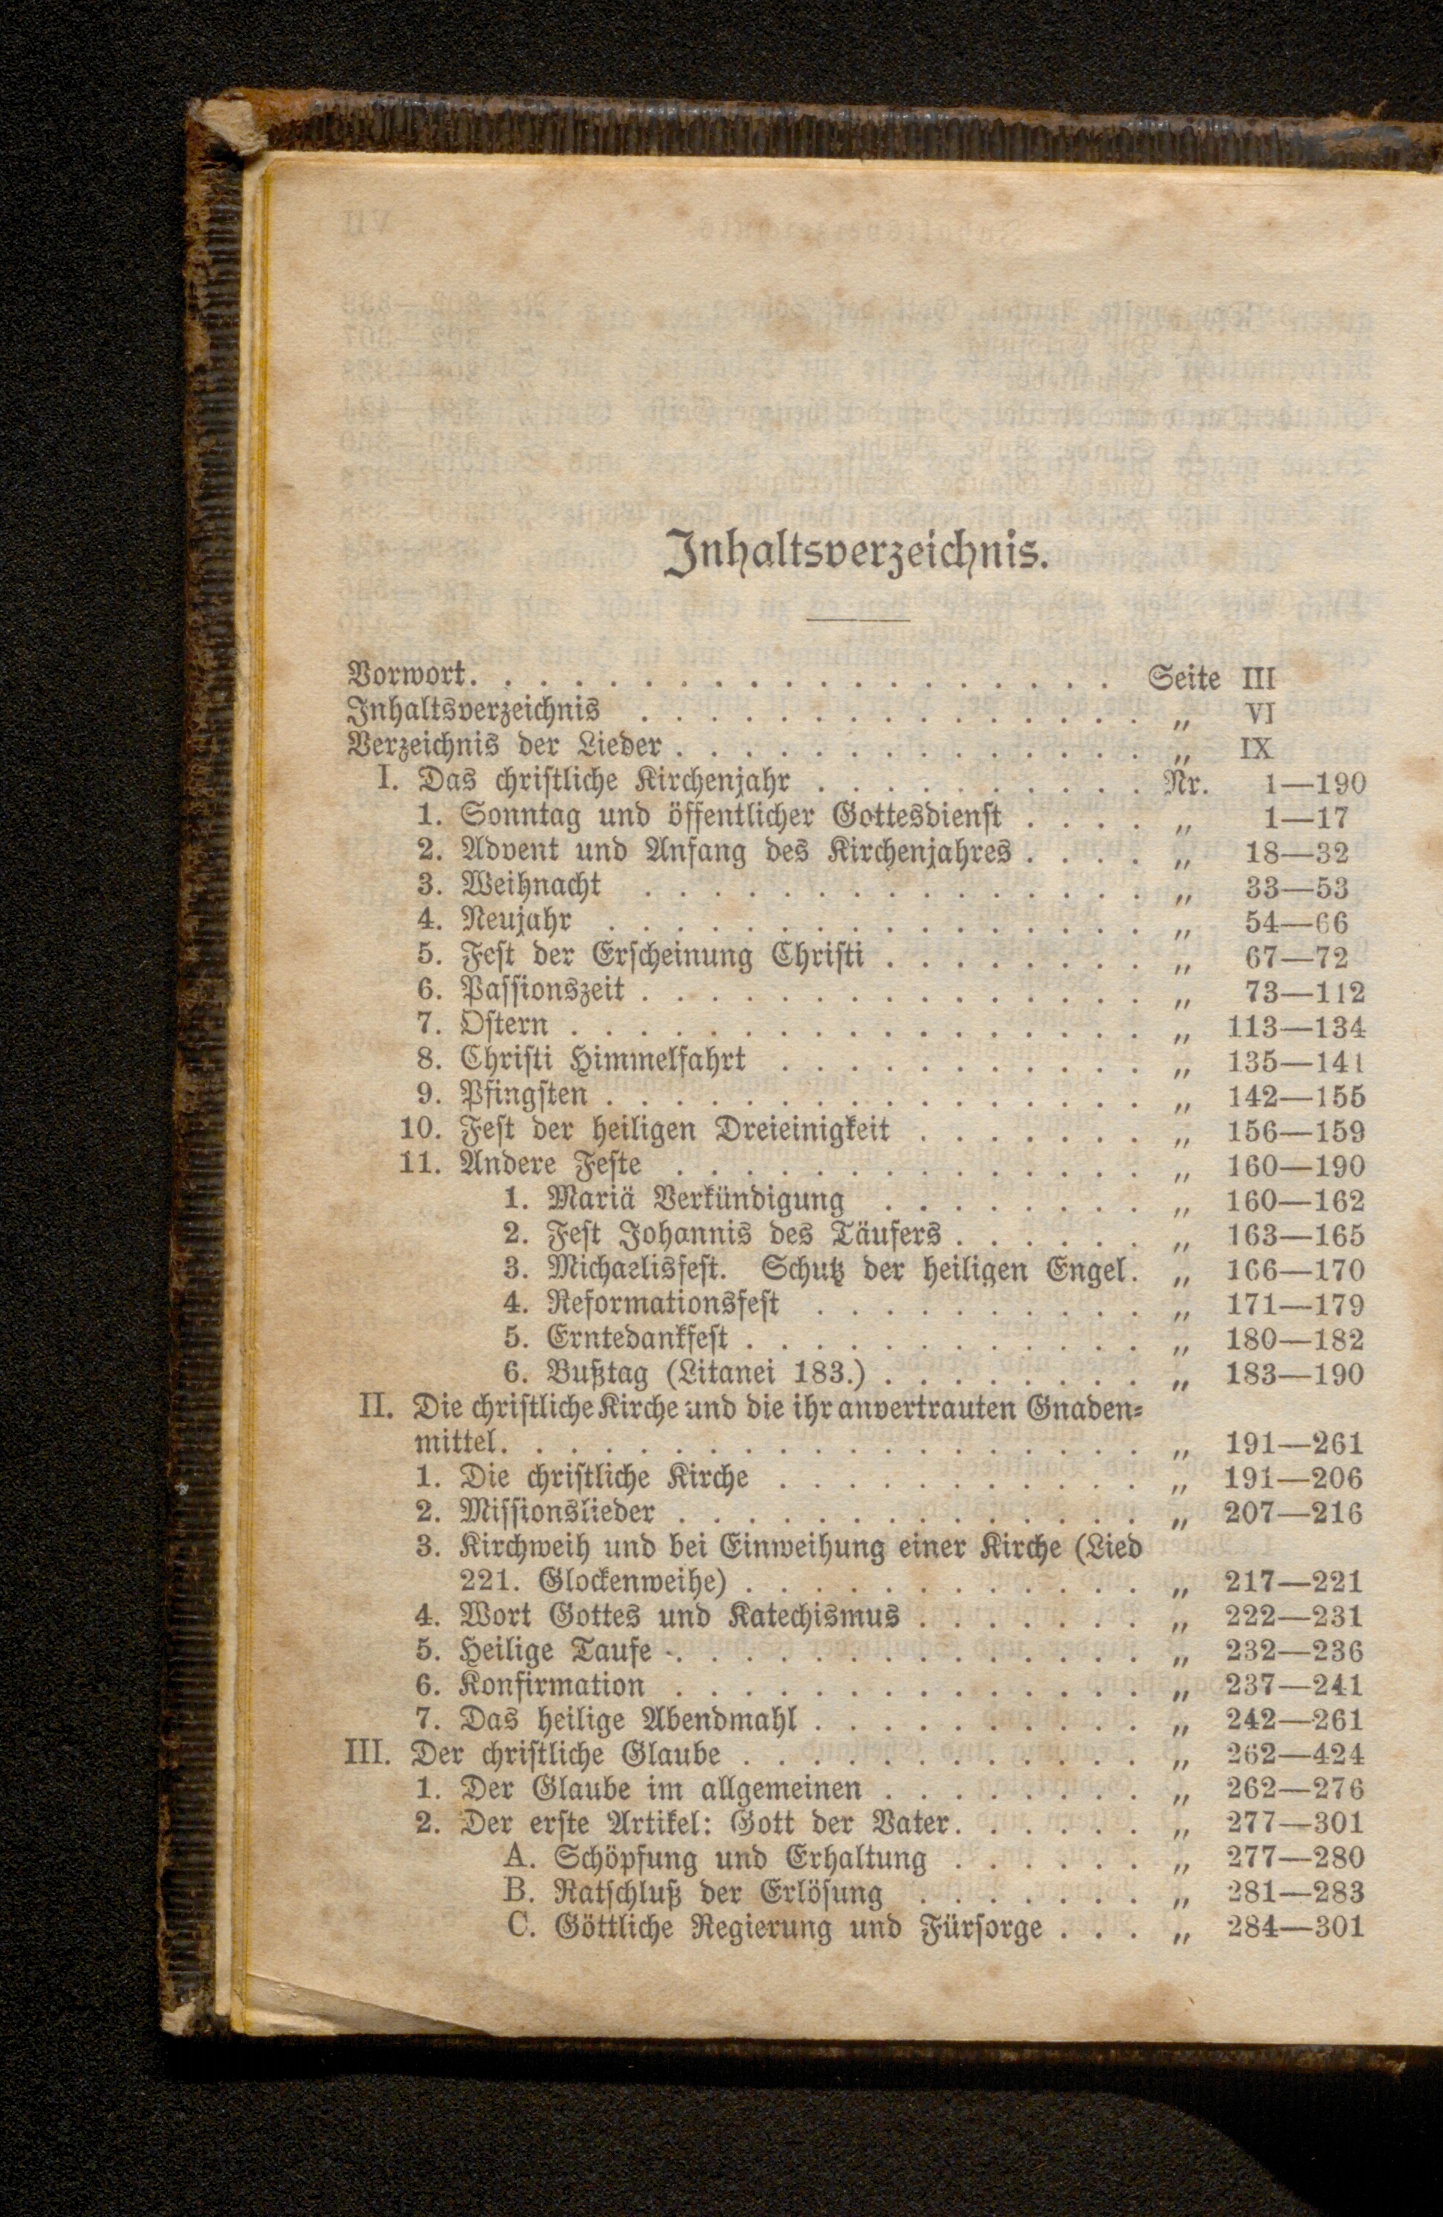 Inhaltsverzeichnis.
Vorwort. . . . . . . . . . . . . . . . . . . Seite III
Inhaltsverzeichnis . . . . . . . . . . . . . . . „ VI
Verzeichnis der Lieder . . . . . . . . . . . . . . „ IX
I. Das christliche Kirchenjahr . . . . . . . . . . Nr. 1—190
1. Sonntag und öffentlicher Gottesdienst . . . . „ 1—17
2. Advent und Anfang des Kirchenjahres . . . . „ 18—32
3. Weihnacht . . . . . . . . . . . . . . . „ 33—53
4. Neujahr . . . . . . . . . . . . . . . . „ 54—66
5. Fest der Erscheinung Christi . . . . . . . . „ 67—72
6. Passionszeit . . . . . . . . . . . . . . . „ 73—112
7. Ostern . . . . . . . . . . . . . . . . . „ 113—134
8. Christi Himmelfahrt . . . . . . . . . . . „ 135—141
9. Pfingsten . . . . . . . . . . . . . . . . „ 142—155
10. Fest der heiligen Dreieinigkeit . . . . . . . „ 156—159
11. Andere Feste . . . . . . . . . . . . . . „ 160—190
1. Mariä Verkündigung . . . . . . . . „ 160—162
2. Fest Johannis des Täufers . . . . . . „ 163—165
3. Michaelisfest. Schutz der heiligen Engel. „ 166—170
4. Reformationsfest . . . . . . . . . . „ 171—179
5. Erntedankfest . . . . . . . . . . . . „ 180—182
6. Bußtag (Litanei 183.) . . . . . . . . „ 183—190
II. Die christliche Kirche und die ihr anvertrauten Gnaden-
mittel. . . . . . . . . . . . . . . . . . . „ 191—261
1. Die christliche Kirche . . . . . . . . . . . „ 191—206
2. Missionslieder . . . . . . . . . . . . . . „ 207—216
3. Kirchweih und bei Einweihung einer Kirche (Lied
221. Glockenweihe) . . . . . . . . . . . . „ 217—221
4. Wort Gottes und Katechismus . . . . . . . „ 222—231
5. Heilige Taufe . . . . . . . . . . . . . . „ 232—236
6. Konfirmation . . . . . . . . . . . . . . „ 237—241
7. Das heilige Abendmahl . . . . . . . . . . „ 242—261
III. Der christliche Glaube . . . . . . . . . . . . „ 262—424
1. Der Glaube im allgemeinen . . . . . . . . „ 262—276
2. Der erste Artikel: Gott der Vater. . . . . . „ 277—301
A. Schöpfung und Erhaltung . . . . . . „ 277—280
B. Ratschluß der Erlösung . . . . . . . „ 281—283
C. Göttliche Regierung und Fürsorge . . . „ 284—301